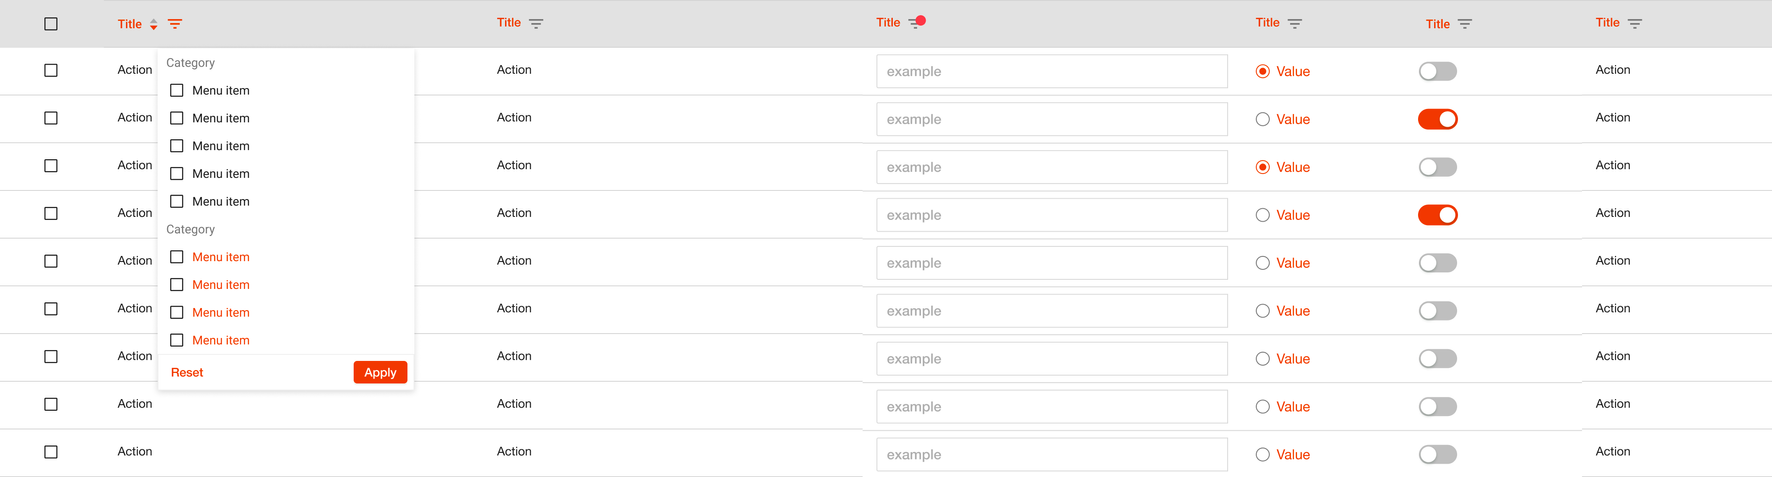 Title Title Title Title Title Title
Action Action example Value Action
Action Action example Value Action
Action Action example Value Action
Action Action example Value Action
Action Action example Value Action
Action Action example Value Action
Action Action example Value Action
Action Action example Value Action
Action Action example Value Action
Category
Menu item
Menu item
Menu item
Menu item
Menu item
Category
Menu item
Menu item
Menu item
Menu item
Reset Apply